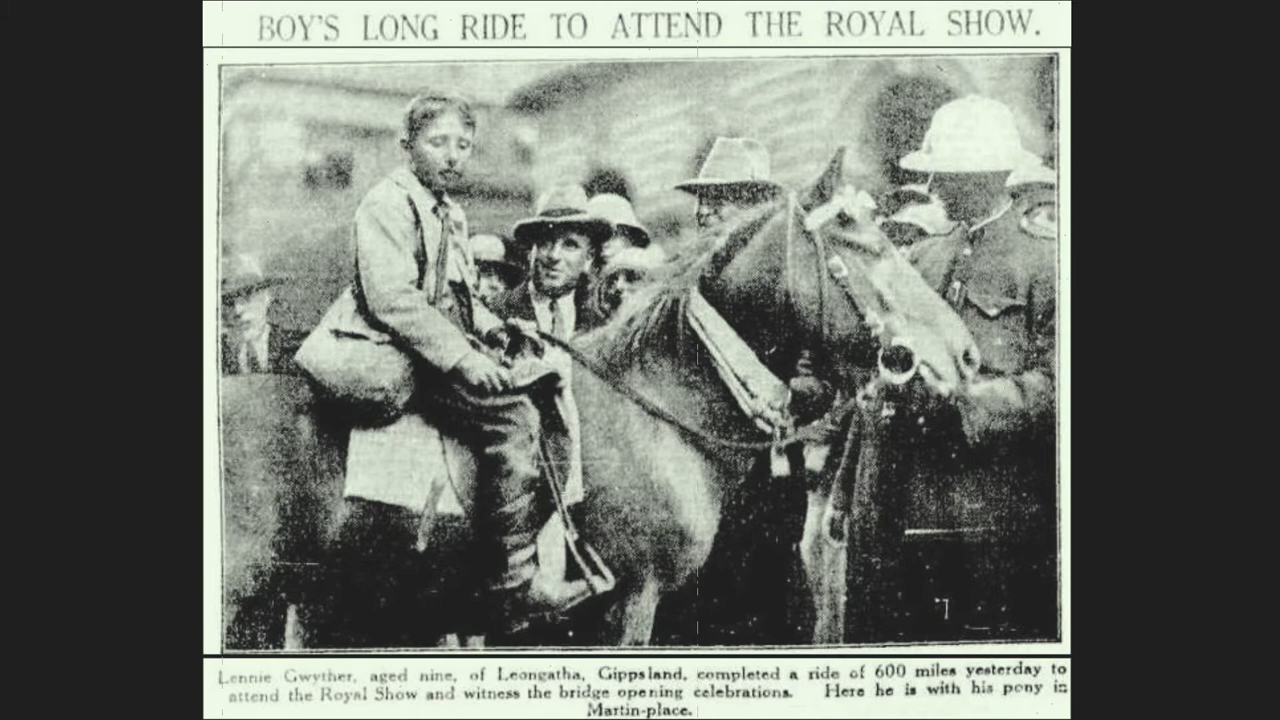 BOY'S LONG RIDE TO ATTEND THE ROYAL SHOW.
Lennie Gwyther, aged nine, of Leongatha, Gippsland, completed a ride of 600 miles yesterday to
attend the Royal Show and witness the bridge opening celebrations. Here he is with his pony in
Martin-place.